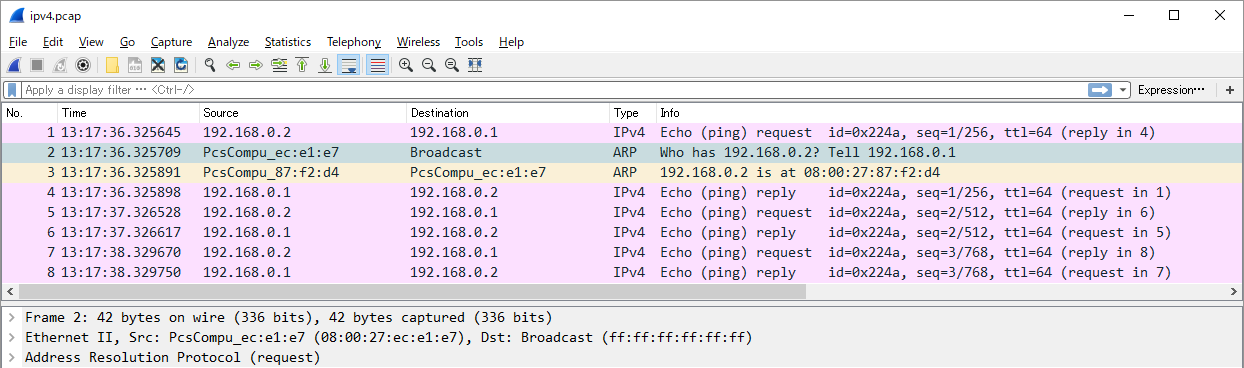 ipv4.pcap
File Edit View Go Capture Analyze Statistics Telephony Wireless Tools Help
Apply a display filter ⋯ <Ctrl-/> Expression⋯ +
No. Time Source Destination Type Info
1 13:17:36.325645 192.168.0.2 192.168.0.1 IPv4 Echo (ping) request id=0x224a, seq=1/256, ttl=64 (reply in 4)
2 13:17:36.325709 PcsCompu_ec:e1:e7 Broadcast ARP Who has 192.168.0.2? Tell 192.168.0.1
3 13:17:36.325891 PcsCompu_87:f2:d4 PcsCompu_ec:e1:e7 ARP 192.168.0.2 is at 08:00:27:87:f2:d4
4 13:17:36.325898 192.168.0.1 192.168.0.2 IPv4 Echo (ping) reply id=0x224a, seq=1/256, ttl=64 (request in 1)
5 13:17:37.326528 192.168.0.2 192.168.0.1 IPv4 Echo (ping) request id=0x224a, seq=2/512, ttl=64 (reply in 6)
6 13:17:37.326617 192.168.0.1 192.168.0.2 IPv4 Echo (ping) reply id=0x224a, seq=2/512, ttl=64 (request in 5)
7 13:17:38.329670 192.168.0.2 192.168.0.1 IPv4 Echo (ping) request id=0x224a, seq=3/768, ttl=64 (reply in 8)
8 13:17:38.329750 192.168.0.1 192.168.0.2 IPv4 Echo (ping) reply id=0x224a, seq=3/768, ttl=64 (request in 7)
Frame 2: 42 bytes on wire (336 bits), 42 bytes captured (336 bits)
Ethernet II, Src: PcsCompu_ec:e1:e7 (08:00:27:ec:e1:e7), Dst: Broadcast (ff:ff:ff:ff:ff:ff)
Address Resolution Protocol (request)